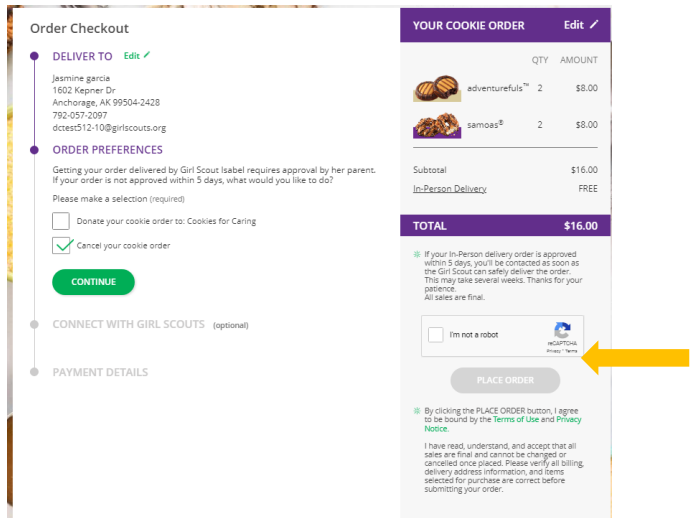 Order Checkout
DELIVER TO Edit
Jasmine garcia
1602 Kepner Dr
Anchorage, AK 99504-2428
792-057-2097
dctest512-10@girlscouts.org
ORDER PREFERENCES
Getting your order delivered by Girl Scout Isabel requires approval by her parent.
If your order is not approved within 5 days, what would you like to do?
Please make a selection (required)
Donate your cookie order to: Cookies for Caring
Cancel your cookie order
CONTINUE
CONNECT WITH GIRL SCOUTS (optional)
PAYMENT DETAILS
YOUR COOKIE ORDER Edit
QTY AMOUNT
adventurefuls™ 2 $8.00
samoas® 2 $8.00
Subtotal $16.00
In-Person Delivery FREE
TOTAL $16.00
If your In-Person delivery order is approved
within 5 days, you'll be contacted as soon as
the Girl Scout can safely deliver the order.
This may take several weeks. Thanks for your
patience.
All sales are final.
I'm not a robot
reCAPTCHA
Privacy - Terms
PLACE ORDER
By clicking the PLACE ORDER button, I agree
to be bound by the Terms of Use and Privacy
Notice.
I have read, understand, and accept that all
sales are final and cannot be changed or
cancelled once placed. Please verify all billing,
delivery address information, and items
selected for purchase are correct before
submitting your order.